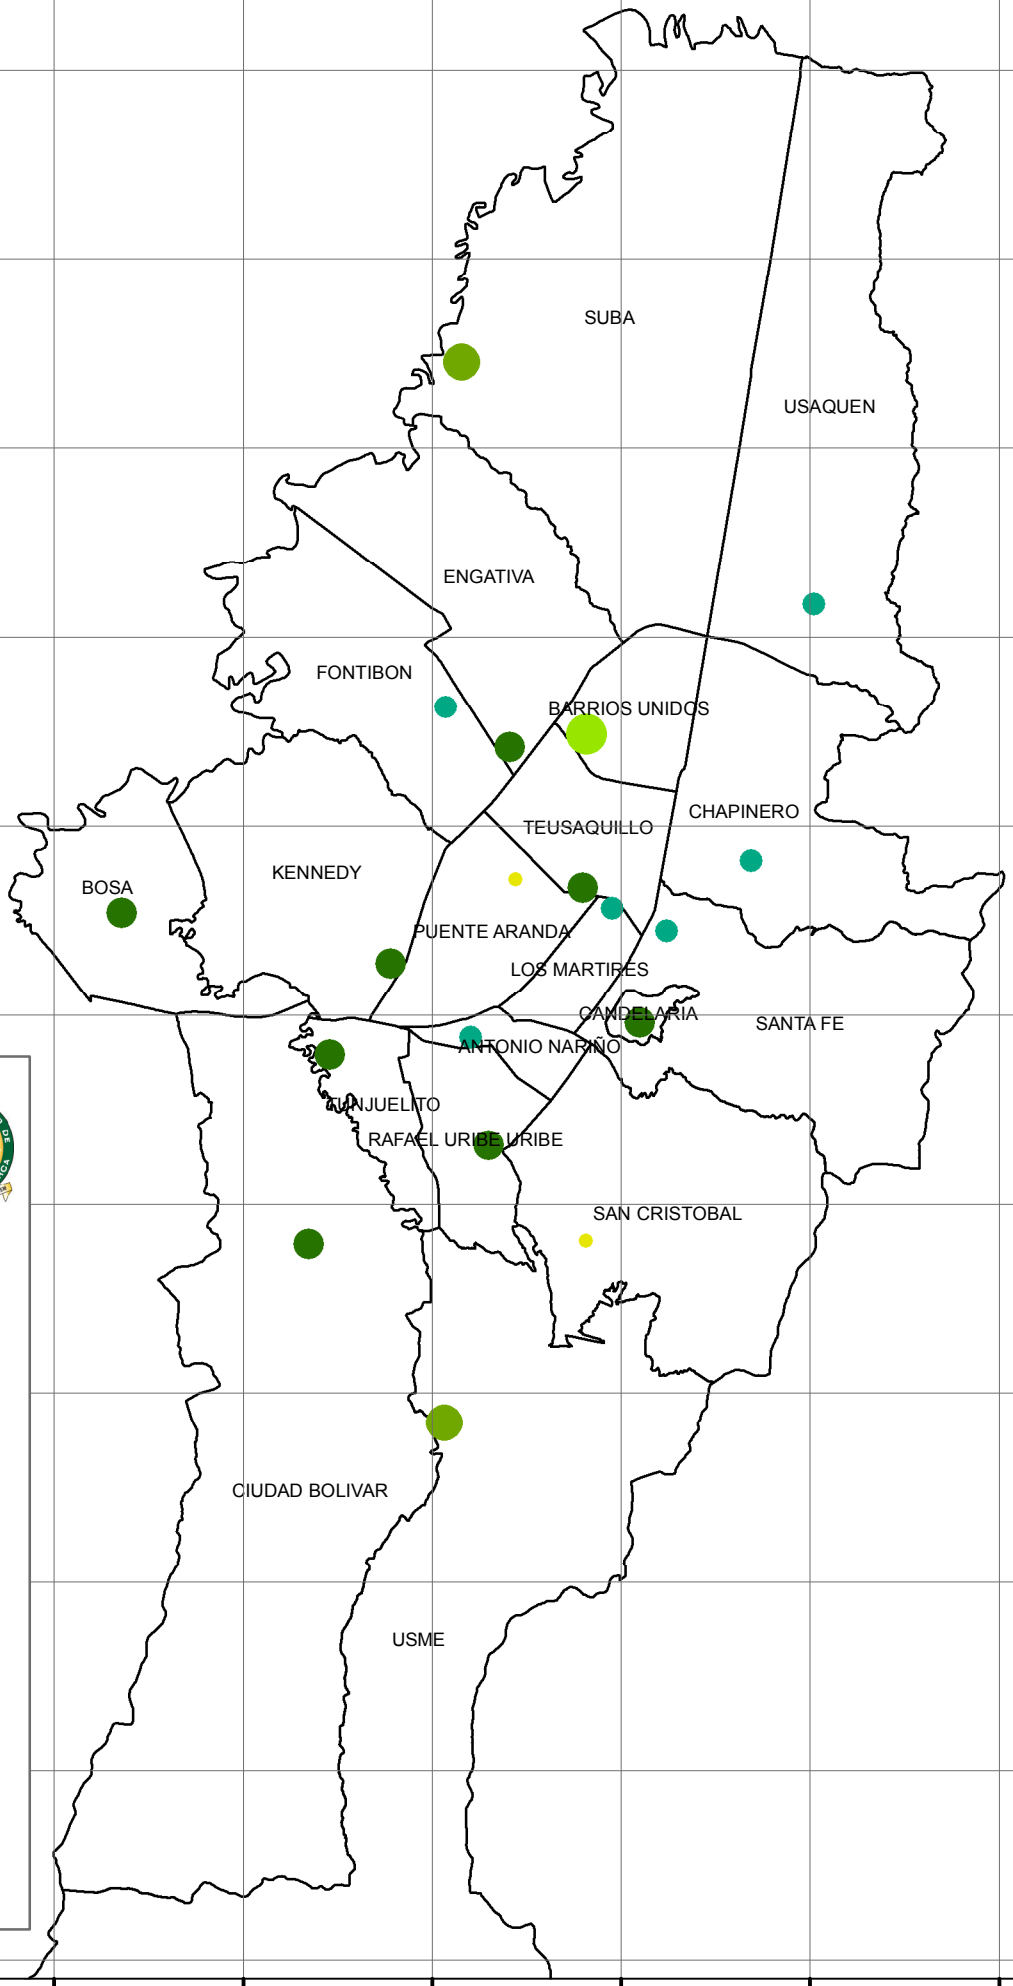 SUBA
USAQUEN
ENGATIVA
FONTIBON
BARRIOS UNIDOS
CHAPINERO
TEUSAQUILLO
KENNEDY
BOSA
PUENTE ARANDA
LOS MARTIRES
CANDELARIA
SANTA FE
ANTONIO NARIÑO
TUNJUELITO
RAFAEL URIBE URIBE
SAN CRISTOBAL
CIUDAD BOLIVAR
USME